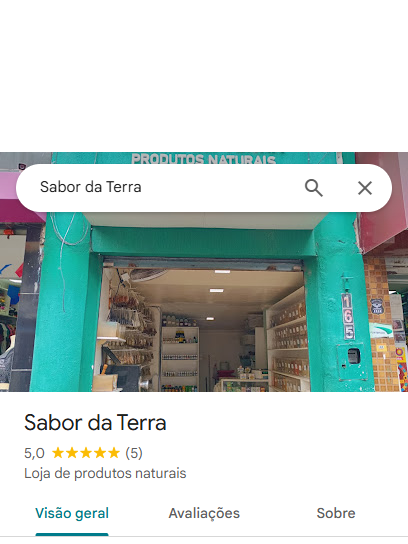 PRODUTOS NATURAIS
Sabor da Terra
165
Sabor da Terra
5,0 ★★★★★ (5)
Loja de produtos naturais
Visão geral Avaliações Sobre